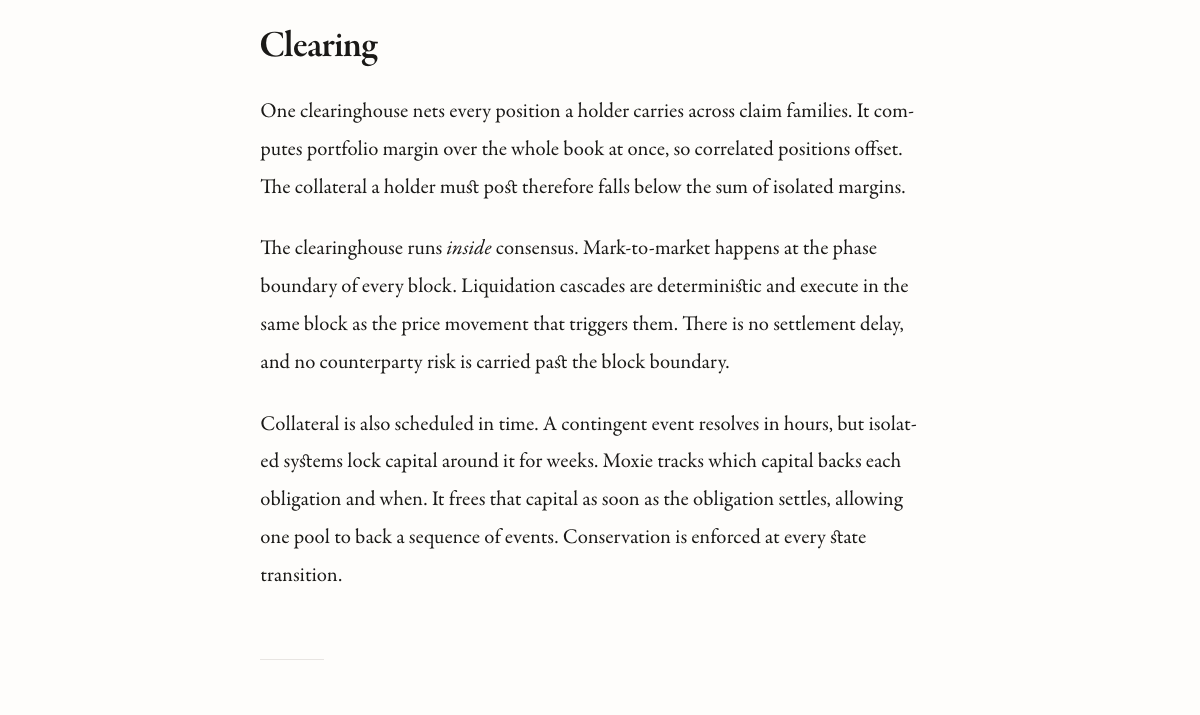 Clearing
One clearinghouse nets every position a holder carries across claim families. It com-
putes portfolio margin over the whole book at once, so correlated positions offset.
The collateral a holder must post therefore falls below the sum of isolated margins.
The clearinghouse runs inside consensus. Mark-to-market happens at the phase
boundary of every block. Liquidation cascades are deterministic and execute in the
same block as the price movement that triggers them. There is no settlement delay,
and no counterparty risk is carried past the block boundary.
Collateral is also scheduled in time. A contingent event resolves in hours, but isolat-
ed systems lock capital around it for weeks. Moxie tracks which capital backs each
obligation and when. It frees that capital as soon as the obligation settles, allowing
one pool to back a sequence of events. Conservation is enforced at every state
transition.